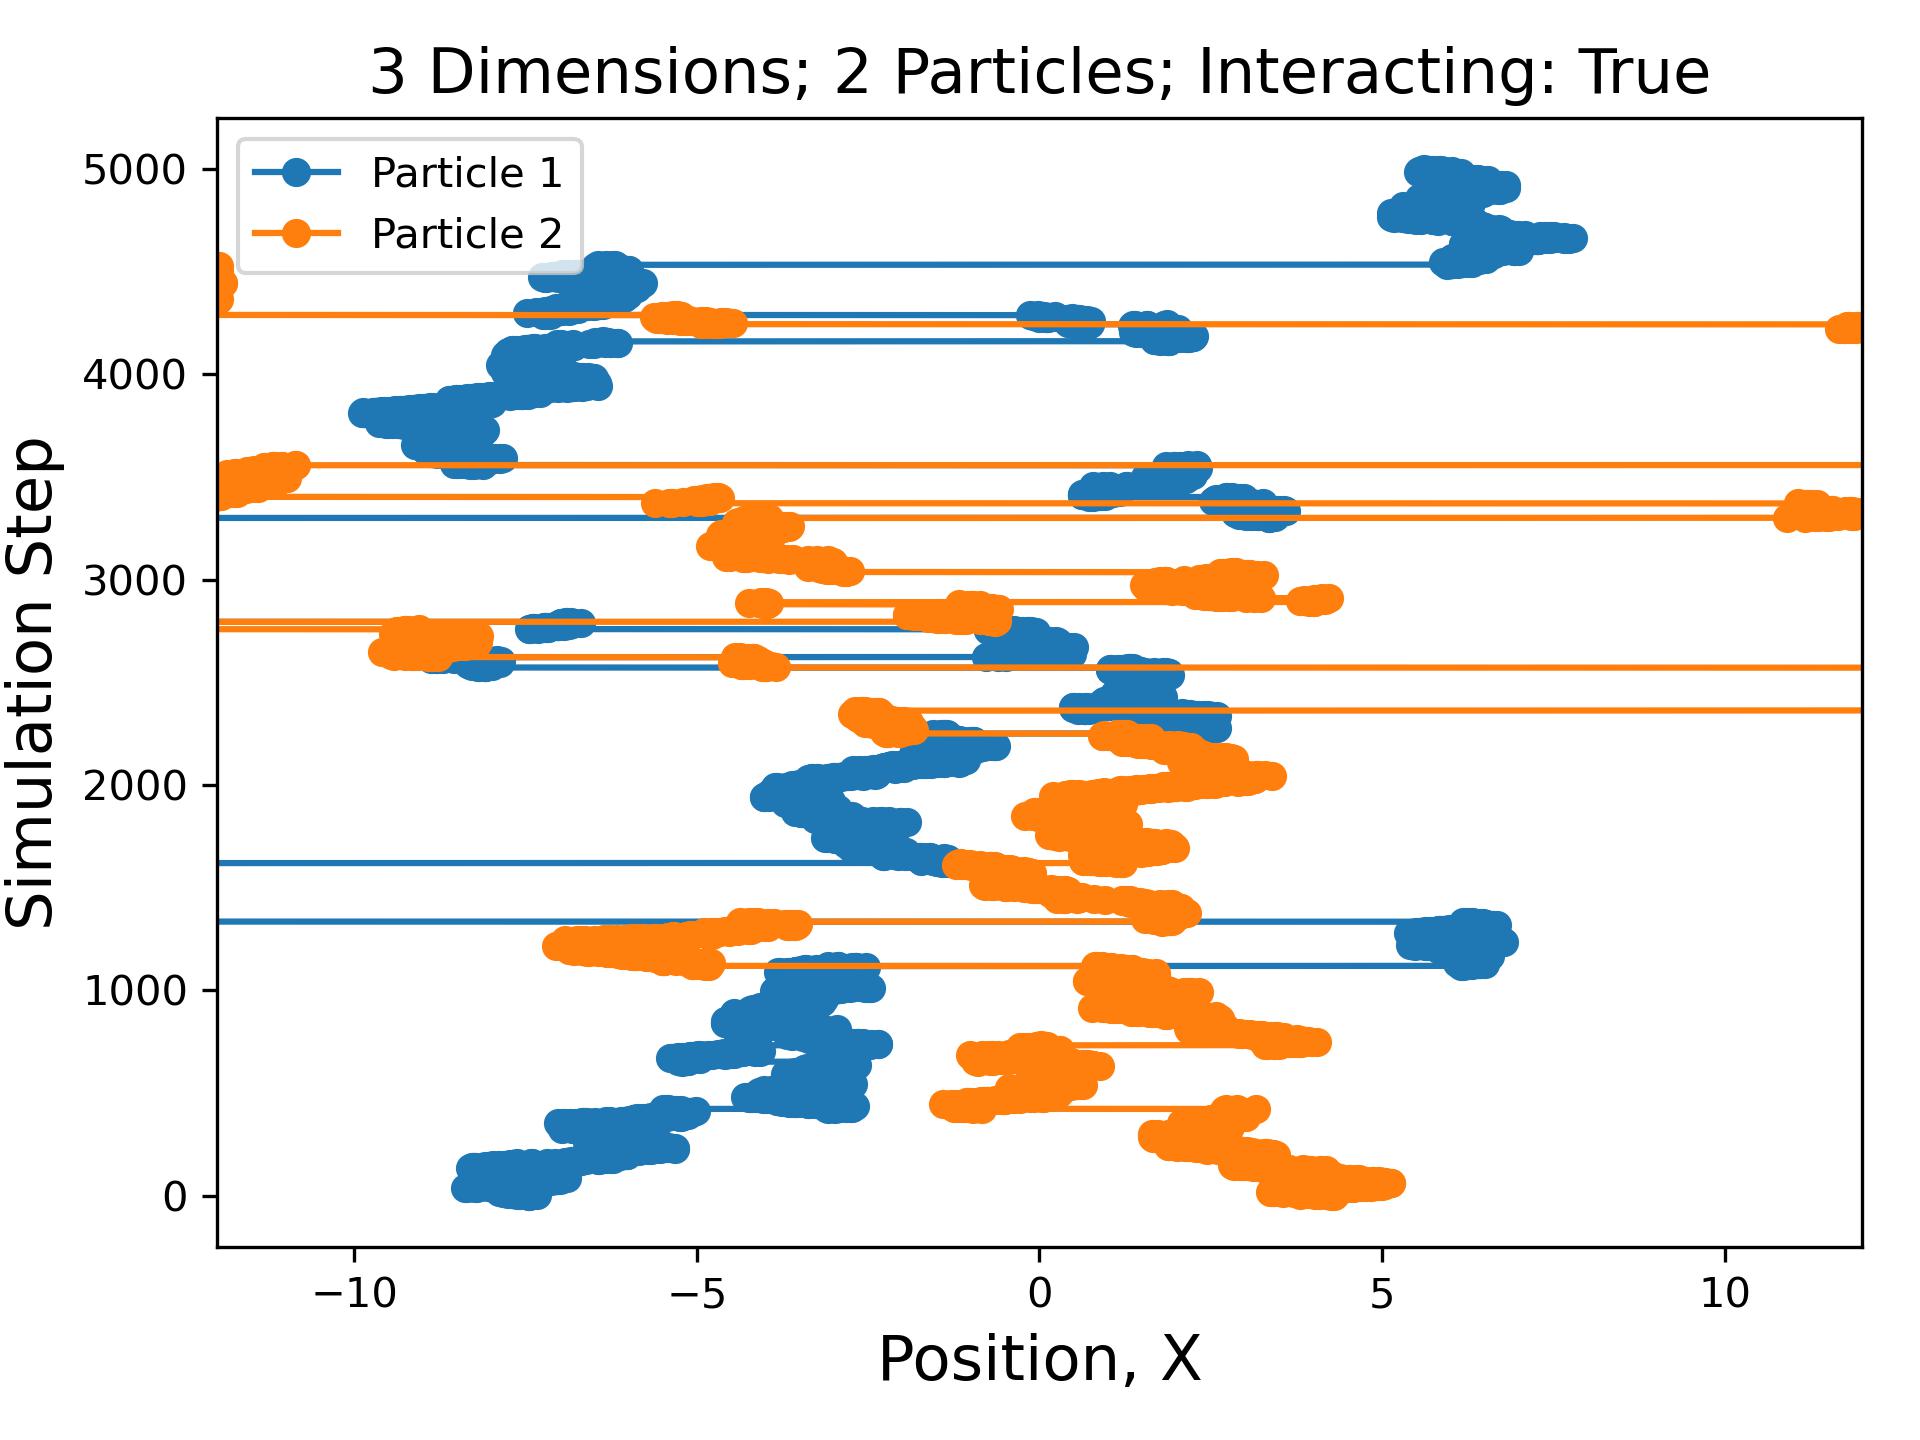 3 Dimensions; 2 Particles; Interacting: True
Particle 1
Particle 2
Simulation Step
5000
4000
3000
2000
1000
0
−10
−5
0
5
10
Position, X